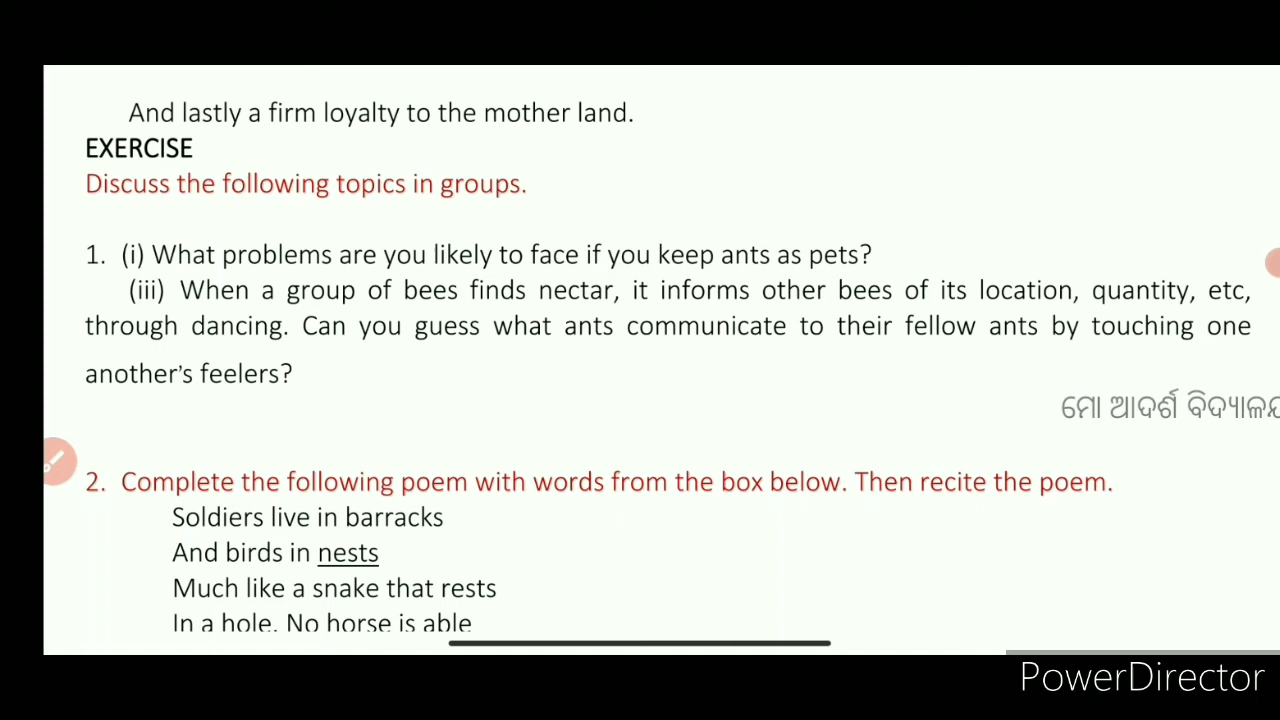 And lastly a firm loyalty to the mother land.
EXERCISE
Discuss the following topics in groups.
1. (i) What problems are you likely to face if you keep ants as pets?
(iii) When a group of bees finds nectar, it informs other bees of its location, quantity, etc,
through dancing. Can you guess what ants communicate to their fellow ants by touching one
another's feelers?
ମୋ ଆଦର୍ଶ ବିଦ୍ୟାଳୟ
2. Complete the following poem with words from the box below. Then recite the poem.
Soldiers live in barracks
And birds in nests
Much like a snake that rests
In a hole. No horse is able
PowerDirector